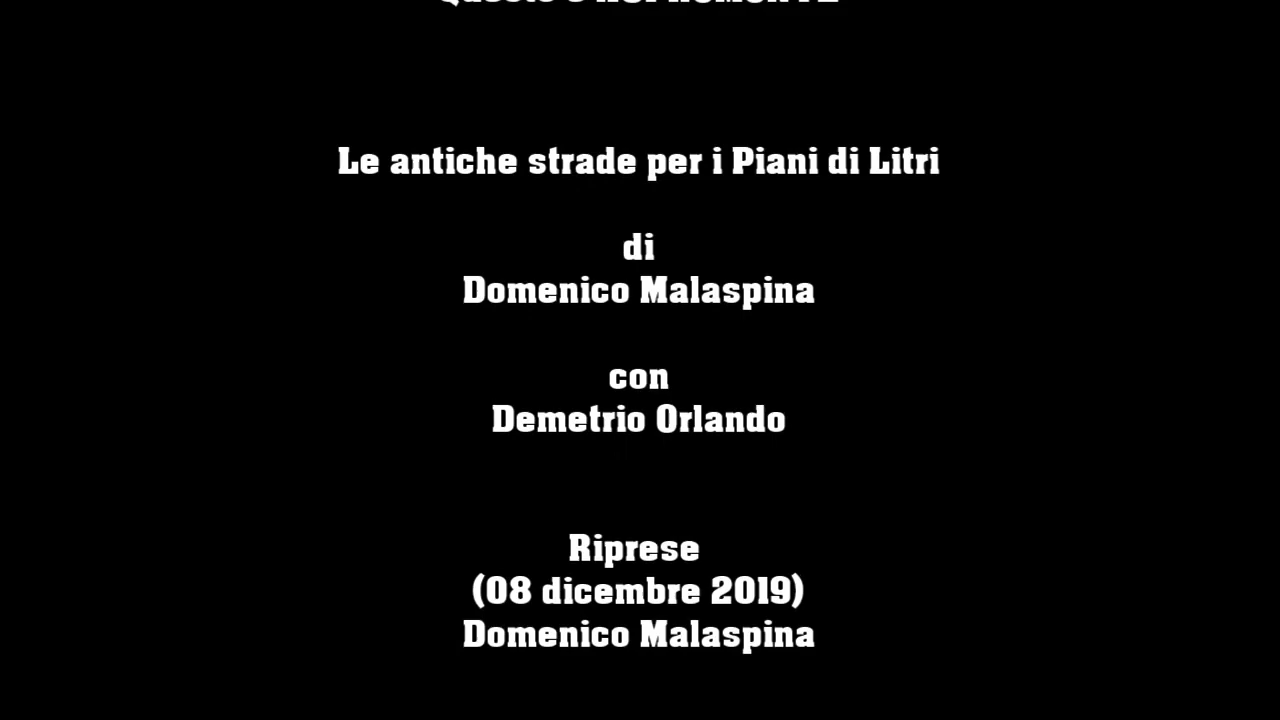 Le antiche strade per i Piani di Litri
di
Domenico Malaspina
con
Demetrio Orlando
Riprese
(08 dicembre 2019)
Domenico Malaspina